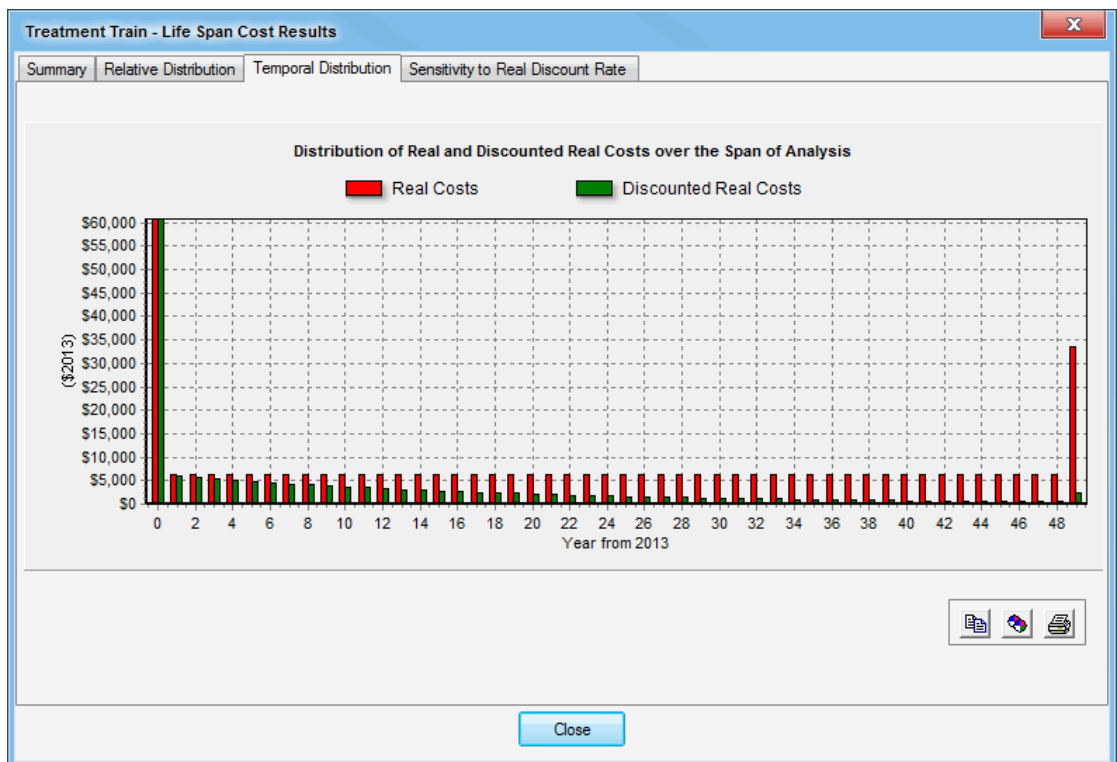 Treatment Train - Life Span Cost Results
X
Summary Relative Distribution Temporal Distribution Sensitivity to Real Discount Rate
Distribution of Real and Discounted Real Costs over the Span of Analysis
Real Costs Discounted Real Costs
$60,000
$55,000
$50,000
$45,000
$40,000
$35,000
$30,000
$25,000
$20,000
$15,000
$10,000
$5,000
$0
($2013)
0 2 4 6 8 10 12 14 16 18 20 22 24 26 28 30 32 34 36 38 40 42 44 46 48
Year from 2013
Close